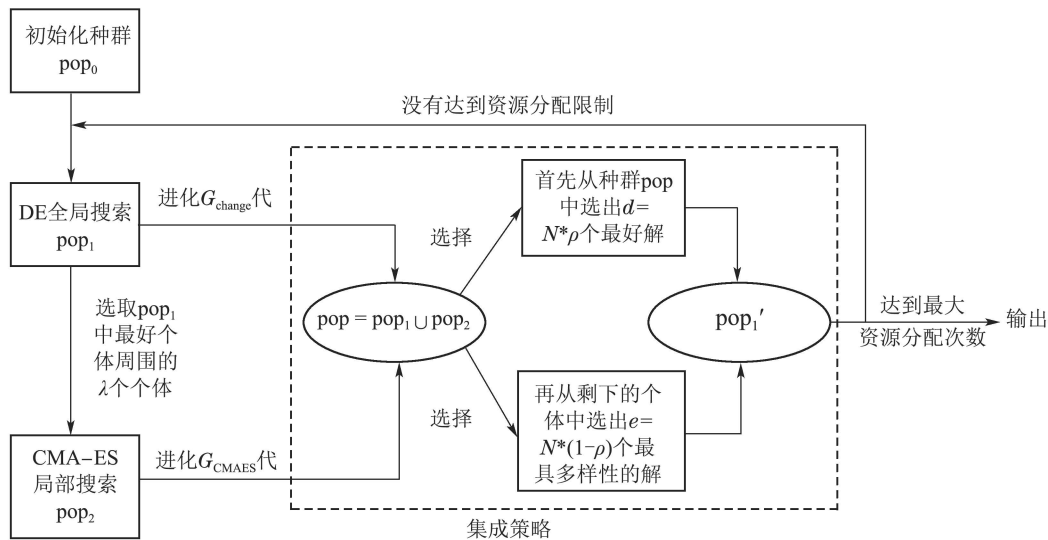 初始化种群
pop₀
没有达到资源分配限制
DE全局搜索
pop₁
进化G_change代
选取pop₁
中最好个
体周围的
λ个个体
CMA-ES
局部搜索
pop₂
进化G_CMAES代
pop = pop₁∪pop₂
选择
首先从种群pop
中选出d=
N*ρ个最好解
选择
再从剩下的个
体中选出e=
N*(1-ρ)个最
具多样性的解
pop₁′
集成策略
达到最大
资源分配次数
输出